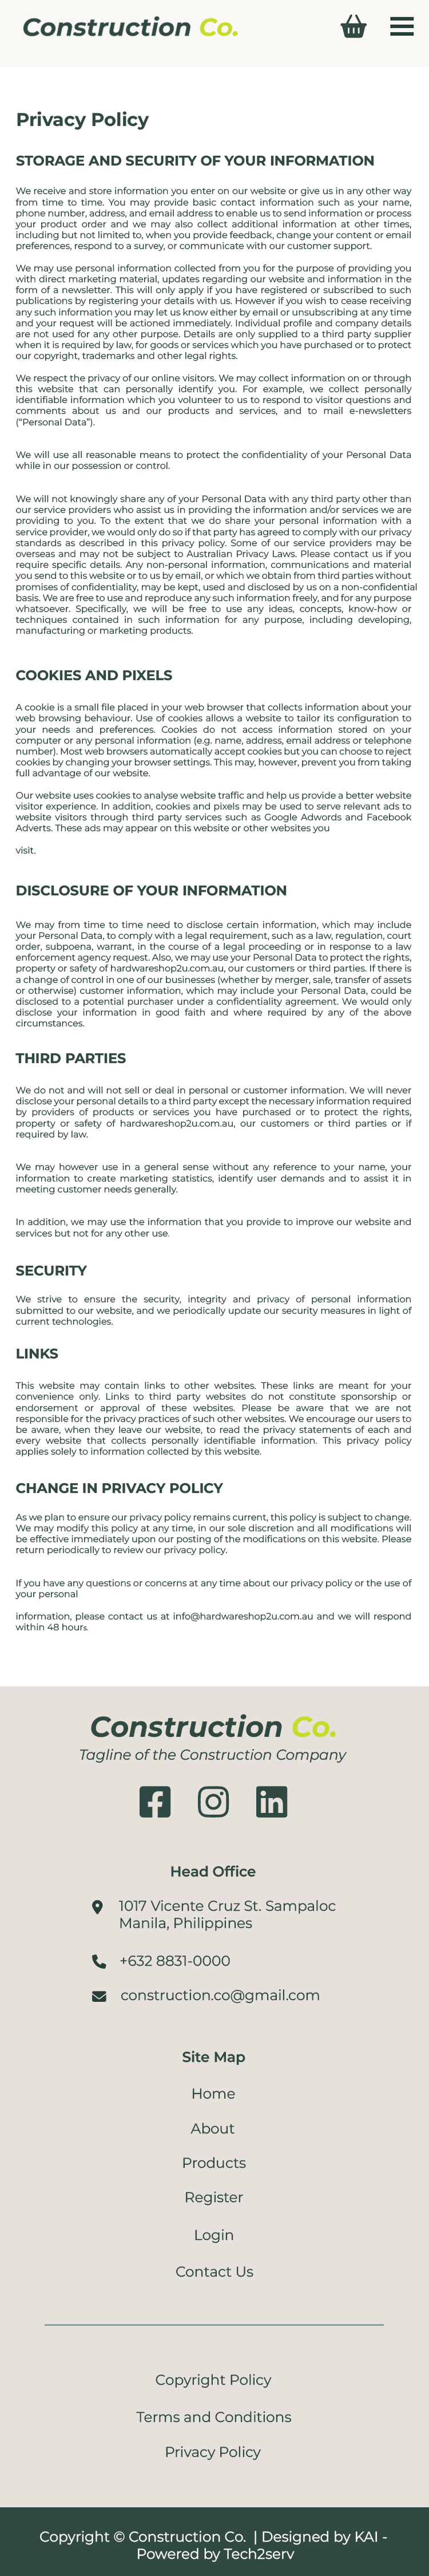 Construction Co.
Privacy Policy
STORAGE AND SECURITY OF YOUR INFORMATION
We receive and store information you enter on our website or give us in any other way
from time to time. You may provide basic contact information such as your name,
phone number, address, and email address to enable us to send information or process
your product order and we may also collect additional information at other times,
including but not limited to, when you provide feedback, change your content or email
preferences, respond to a survey, or communicate with our customer support.
We may use personal information collected from you for the purpose of providing you
with direct marketing material, updates regarding our website and information in the
form of a newsletter. This will only apply if you have registered or subscribed to such
publications by registering your details with us. However if you wish to cease receiving
any such information you may let us know either by email or unsubscribing at any time
and your request will be actioned immediately. Individual profile and company details
are not used for any other purpose. Details are only supplied to a third party supplier
when it is required by law, for goods or services which you have purchased or to protect
our copyright, trademarks and other legal rights.
We respect the privacy of our online visitors. We may collect information on or through
this website that can personally identify you. For example, we collect personally
identifiable information which you volunteer to us to respond to visitor questions and
comments about us and our products and services, and to mail e-newsletters
("Personal Data").
We will use all reasonable means to protect the confidentiality of your Personal Data
while in our possession or control.
We will not knowingly share any of your Personal Data with any third party other than
our service providers who assist us in providing the information and/or services we are
providing to you. To the extent that we do share your personal information with a
service provider, we would only do so if that party has agreed to comply with our privacy
standards as described in this privacy policy. Some of our service providers may be
overseas and may not be subject to Australian Privacy Laws. Please contact us if you
require specific details. Any non-personal information, communications and material
you send to this website or to us by email, or which we obtain from third parties without
promises of confidentiality, may be kept, used and disclosed by us on a non-confidential
basis. We are free to use and reproduce any such information freely, and for any purpose
whatsoever. Specifically, we will be free to use any ideas, concepts, know-how or
techniques contained in such information for any purpose, including developing,
manufacturing or marketing products.
COOKIES AND PIXELS
A cookie is a small file placed in your web browser that collects information about your
web browsing behaviour. Use of cookies allows a website to tailor its configuration to
your needs and preferences. Cookies do not access information stored on your
computer or any personal information (e.g. name, address, email address or telephone
number). Most web browsers automatically accept cookies but you can choose to reject
cookies by changing your browser settings. This may, however, prevent you from taking
full advantage of our website.
Our website uses cookies to analyse website traffic and help us provide a better website
visitor experience. In addition, cookies and pixels may be used to serve relevant ads to
website visitors through third party services such as Google Adwords and Facebook
Adverts. These ads may appear on this website or other websites you
visit.
DISCLOSURE OF YOUR INFORMATION
We may from time to time need to disclose certain information, which may include
your Personal Data, to comply with a legal requirement, such as a law, regulation, court
order, subpoena, warrant, in the course of a legal proceeding or in response to a law
enforcement agency request. Also, we may use your Personal Data to protect the rights,
property or safety of hardwareshop2u.com.au, our customers or third parties. If there is
a change of control in one of our businesses (whether by merger, sale, transfer of assets
or otherwise) customer information, which may include your Personal Data, could be
disclosed to a potential purchaser under a confidentiality agreement. We would only
disclose your information in good faith and where required by any of the above
circumstances.
THIRD PARTIES
We do not and will not sell or deal in personal or customer information. We will never
disclose your personal details to a third party except the necessary information required
by providers of products or services you have purchased or to protect the rights,
property or safety of hardwareshop2u.com.au, our customers or third parties or if
required by law.
We may however use in a general sense without any reference to your name, your
information to create marketing statistics, identify user demands and to assist it in
meeting customer needs generally.
In addition, we may use the information that you provide to improve our website and
services but not for any other use.
SECURITY
We strive to ensure the security, integrity and privacy of personal information
submitted to our website, and we periodically update our security measures in light of
current technologies.
LINKS
This website may contain links to other websites. These links are meant for your
convenience only. Links to third party websites do not constitute sponsorship or
endorsement or approval of these websites. Please be aware that we are not
responsible for the privacy practices of such other websites. We encourage our users to
be aware, when they leave our website, to read the privacy statements of each and
every website that collects personally identifiable information. This privacy policy
applies solely to information collected by this website.
CHANGE IN PRIVACY POLICY
As we plan to ensure our privacy policy remains current, this policy is subject to change.
We may modify this policy at any time, in our sole discretion and all modifications will
be effective immediately upon our posting of the modifications on this website. Please
return periodically to review our privacy policy.
If you have any questions or concerns at any time about our privacy policy or the use of
your personal
information, please contact us at info@hardwareshop2u.com.au and we will respond
within 48 hours.
Construction Co.
Tagline of the Construction Company
Head Office
1017 Vicente Cruz St. Sampaloc
Manila, Philippines
+632 8831-0000
construction.co@gmail.com
Site Map
Home
About
Products
Register
Login
Contact Us
Copyright Policy
Terms and Conditions
Privacy Policy
Copyright © Construction Co. | Designed by KAI -
Powered by Tech2serv